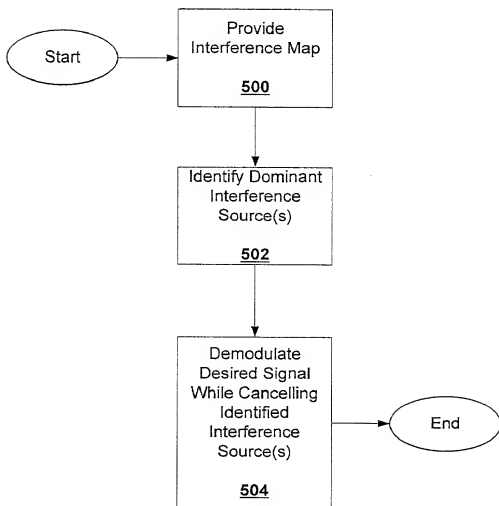 Start
Provide
Interference Map
500
Identify Dominant
Interference
Source(s)
502
Demodulate
Desired Signal
While Cancelling
Identified
Interference
Source(s)
504
End